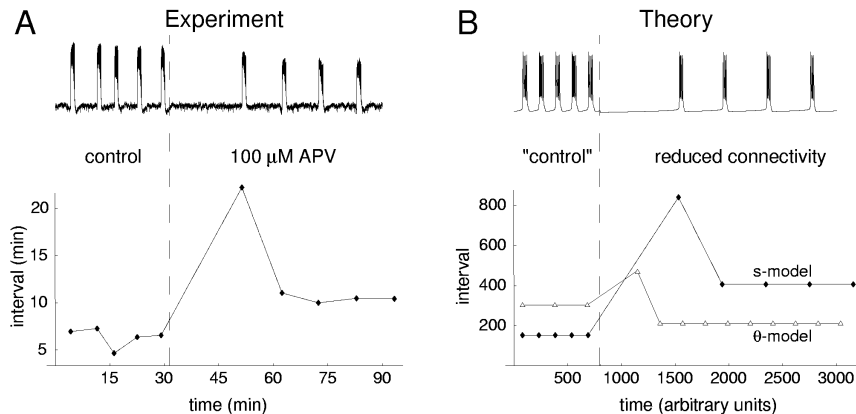 A Experiment
control 100 μM APV
interval (min)
20
15
10
5
15 30 45 60 75 90
time (min)
B Theory
"control" reduced connectivity
interval
800
600
400
200
s-model
θ-model
500 1000 1500 2000 2500 3000
time (arbitrary units)